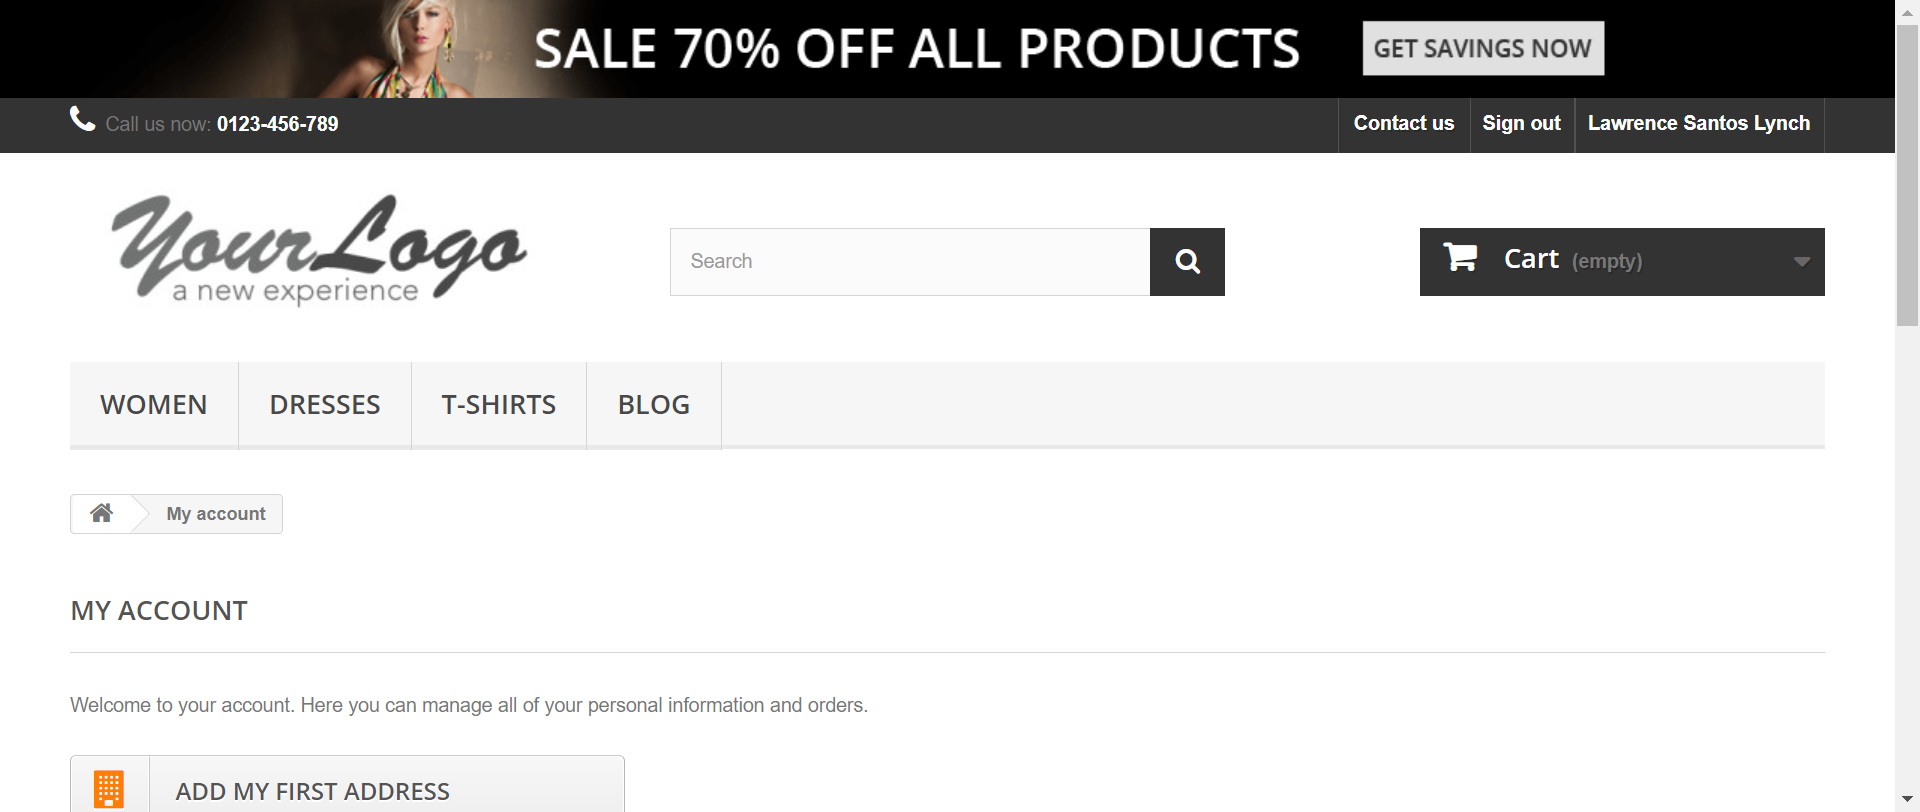 SALE 70% OFF ALL PRODUCTS
GET SAVINGS NOW
Call us now: 0123-456-789
Contact us
Sign out
Lawrence Santos Lynch
YourLogo
a new experience
Search
Cart (empty)
WOMEN
DRESSES
T-SHIRTS
BLOG
My account
MY ACCOUNT
Welcome to your account. Here you can manage all of your personal information and orders.
ADD MY FIRST ADDRESS